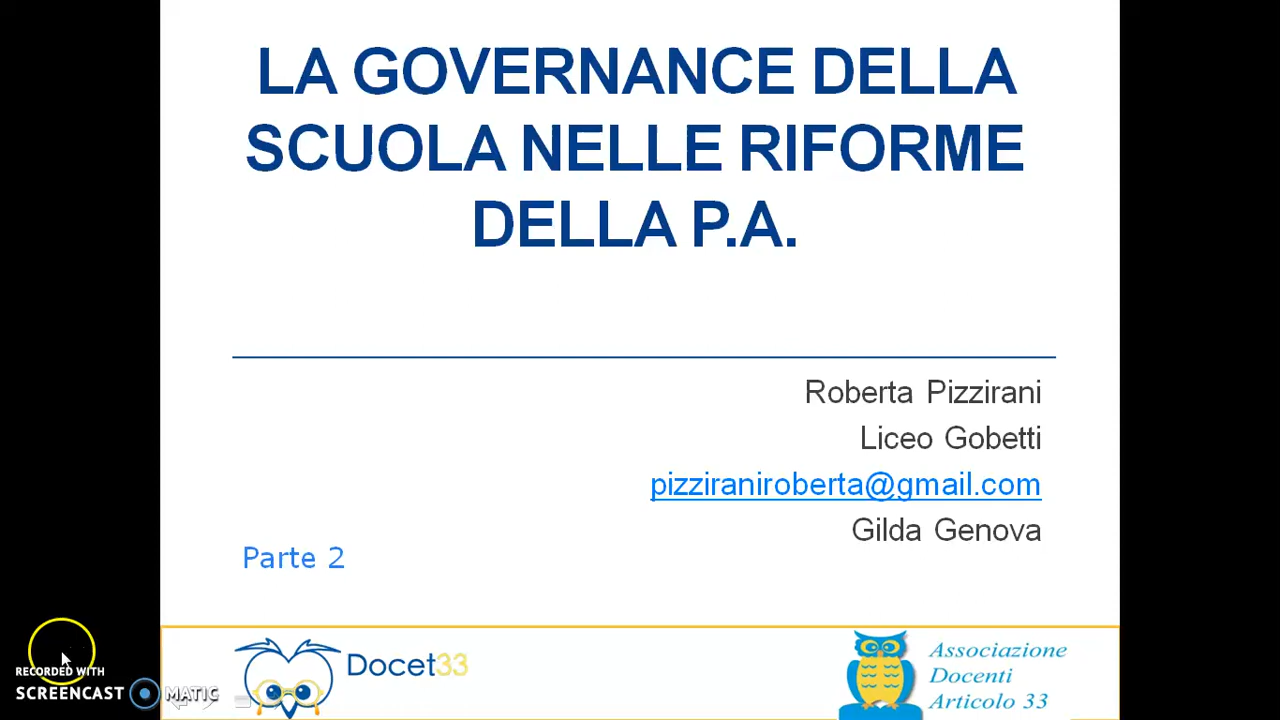 LA GOVERNANCE DELLA
SCUOLA NELLE RIFORME
DELLA P.A.
Roberta Pizzirani
Liceo Gobetti
pizziraniroberta@gmail.com
Gilda Genova
Parte 2
RECORDED WITH
SCREENCAST MATIC
Docet33
Associazione
Docenti
Articolo 33